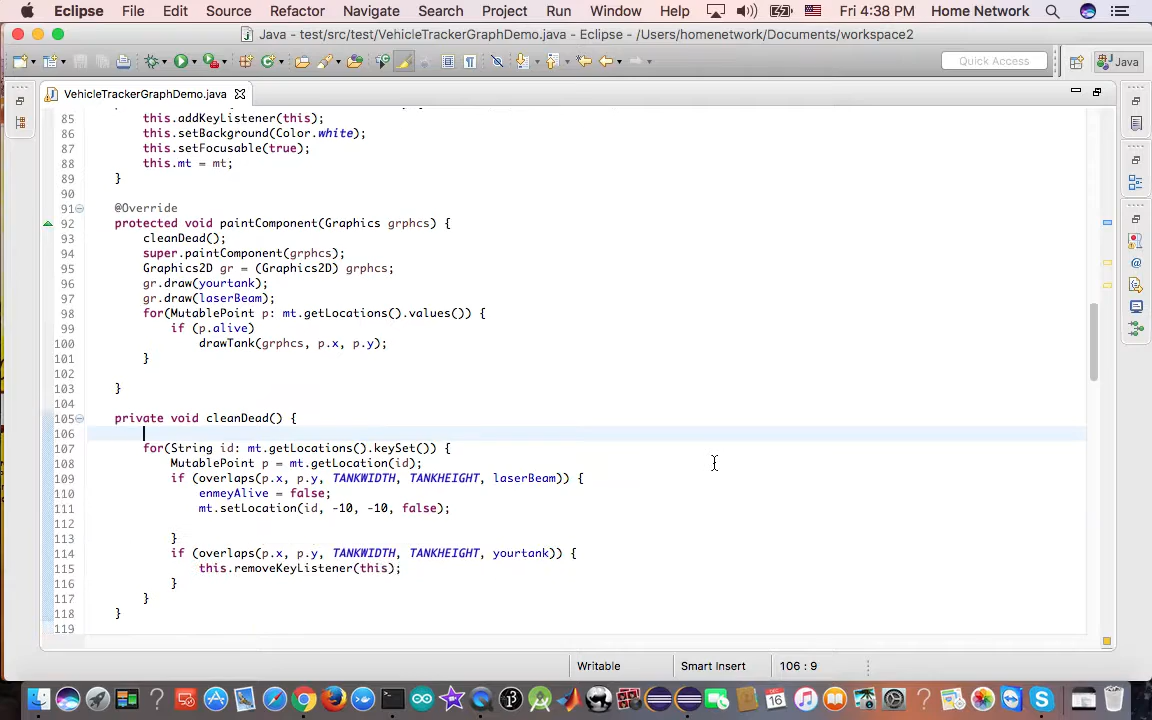 Eclipse File Edit Source Refactor Navigate Search Project Run Window Help Fri 4:38 PM Home Network
Java - test/src/test/VehicleTrackerGraphDemo.java - Eclipse - /Users/homenetwork/Documents/workspace2
Quick Access
Java
VehicleTrackerGraphDemo.java
85 this.addKeyListener(this);
86 this.setBackground(Color.white);
87 this.setFocusable(true);
88 this.mt = mt;
89 }
90
91 @Override
92 protected void paintComponent(Graphics grphcs) {
93 cleanDead();
94 super.paintComponent(grphcs);
95 Graphics2D gr = (Graphics2D) grphcs;
96 gr.draw(yourtank);
97 gr.draw(laserBeam);
98 for(MutablePoint p: mt.getLocations().values()) {
99 if (p.alive)
100 drawTank(grphcs, p.x, p.y);
101 }
102
103 }
104
105 private void cleanDead() {
106
107 for(String id: mt.getLocations().keySet()) {
108 MutablePoint p = mt.getLocation(id);
109 if (overlaps(p.x, p.y, TANKWIDTH, TANKHEIGHT, laserBeam)) {
110 enmeyAlive = false;
111 mt.setLocation(id, -10, -10, false);
112
113 }
114 if (overlaps(p.x, p.y, TANKWIDTH, TANKHEIGHT, yourtank)) {
115 this.removeKeyListener(this);
116 }
117 }
118 }
119
Writable Smart Insert 106 : 9